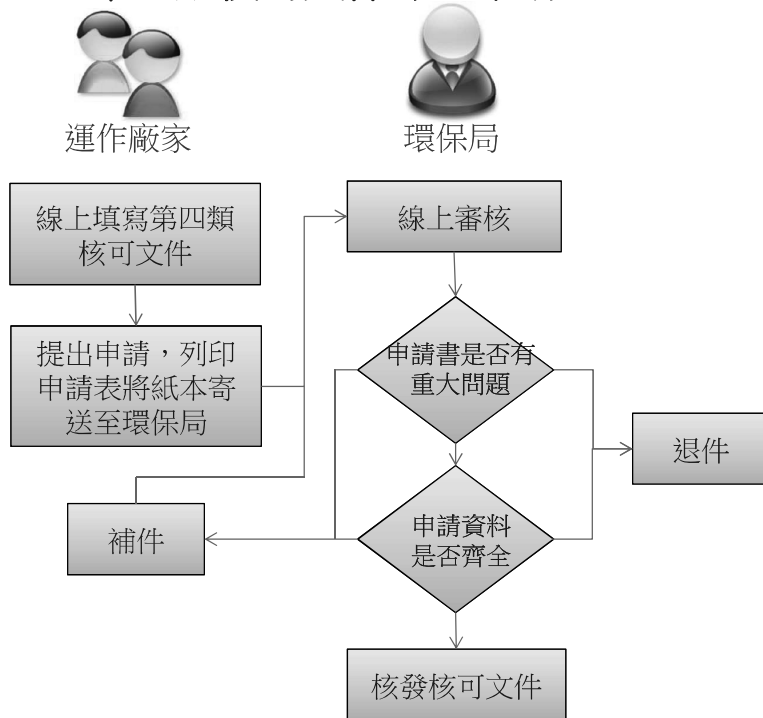 運作廠家
環保局
線上填寫第四類
核可文件
線上審核
提出申請，列印
申請表將紙本寄
送至環保局
申請書是否有
重大問題
退件
補件
申請資料
是否齊全
核發核可文件